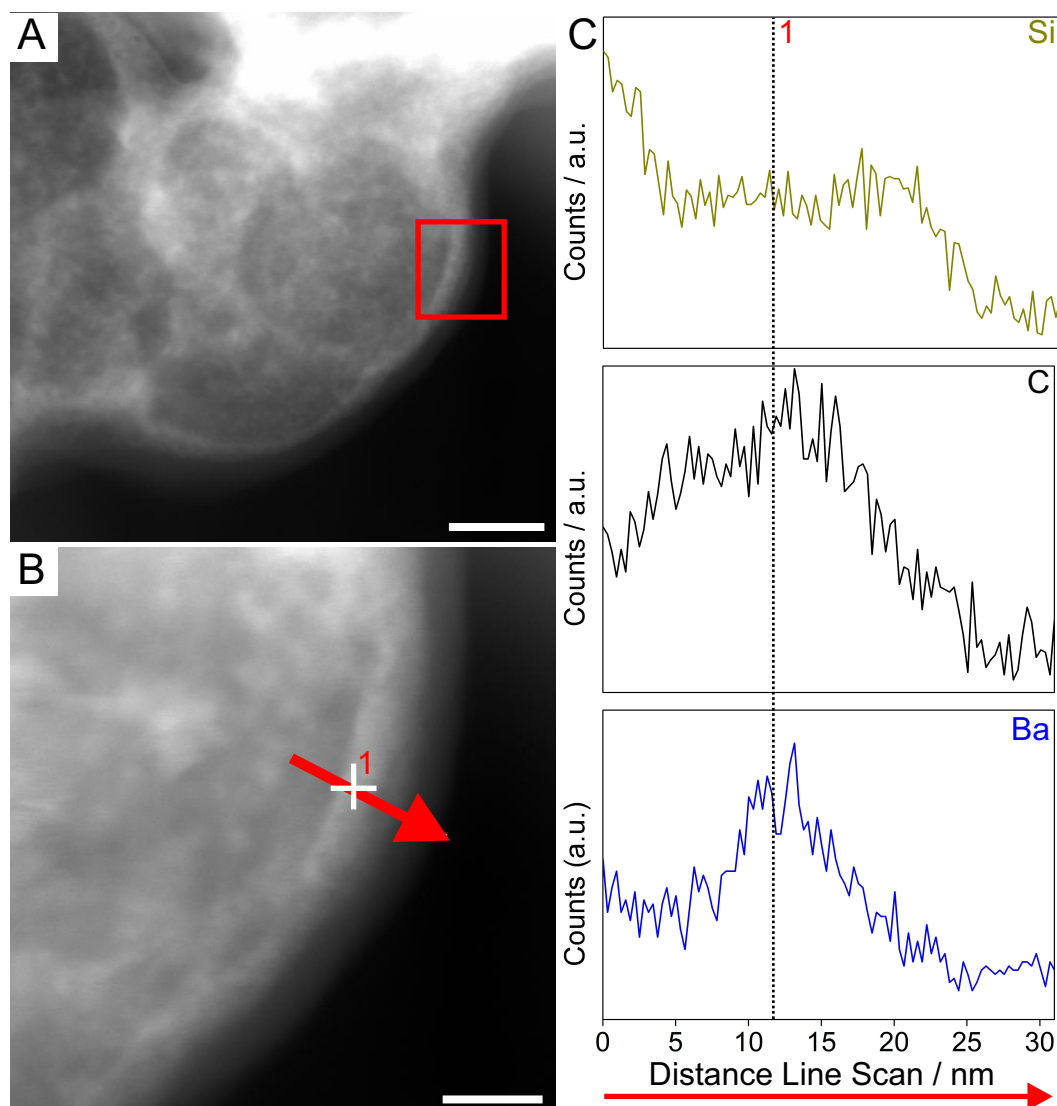 A
B
1
C
1
Si
Counts / a.u.
C
Counts / a.u.
Ba
Counts (a.u.)
0 5 10 15 20 25 30
Distance Line Scan / nm